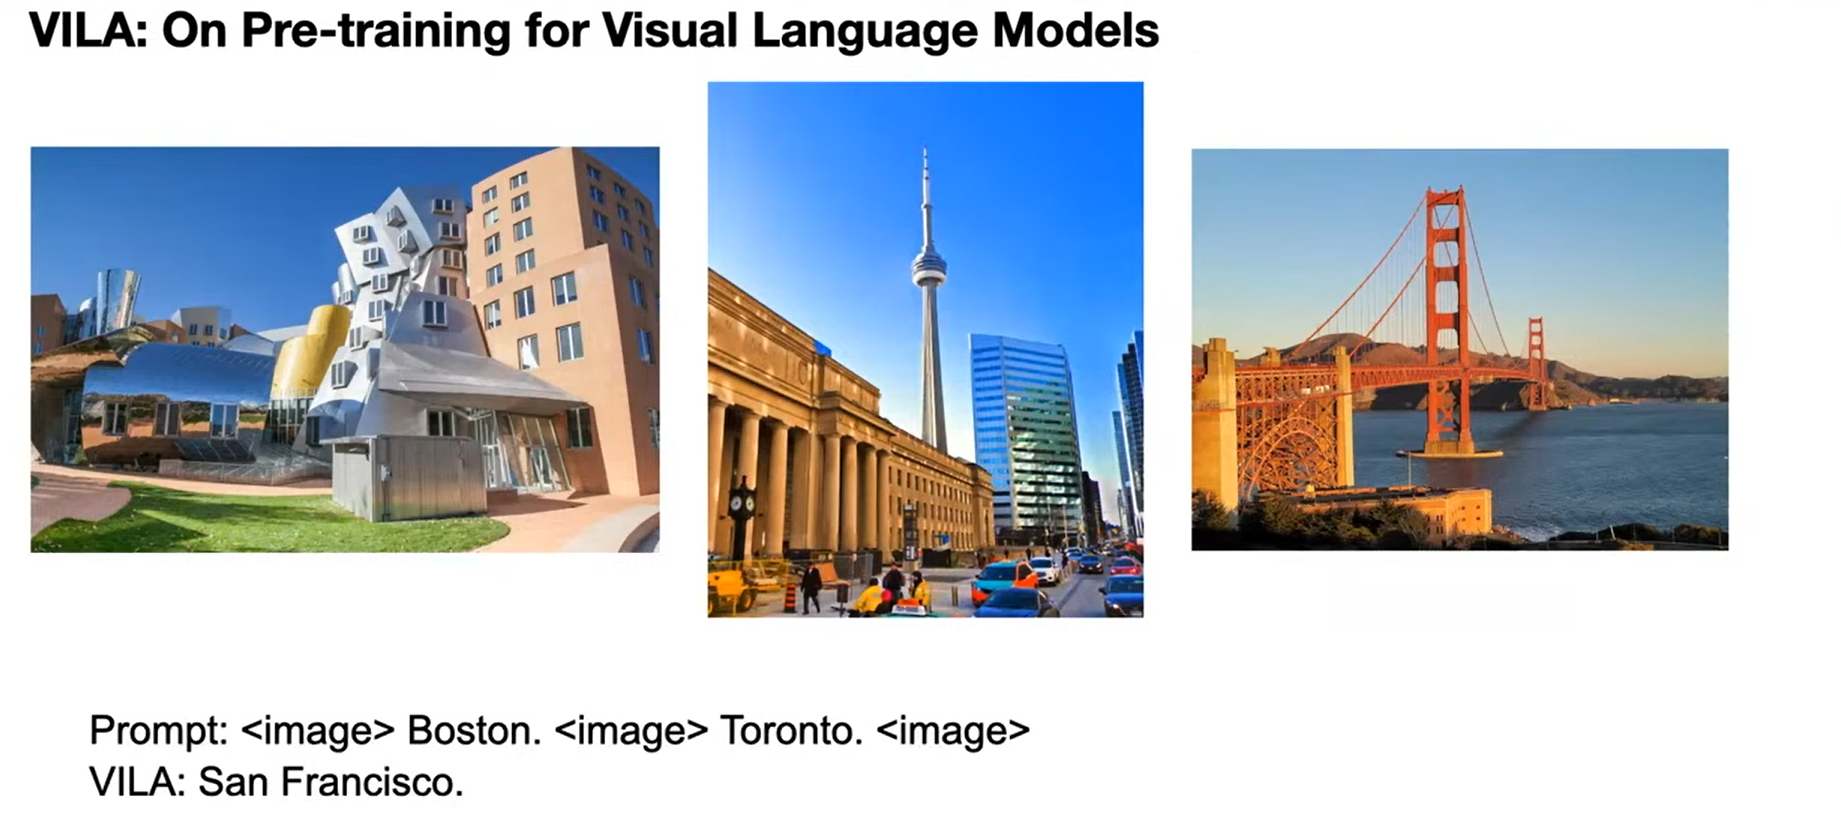 VILA: On Pre-training for Visual Language Models
Prompt: <image> Boston. <image> Toronto. <image>
VILA: San Francisco.